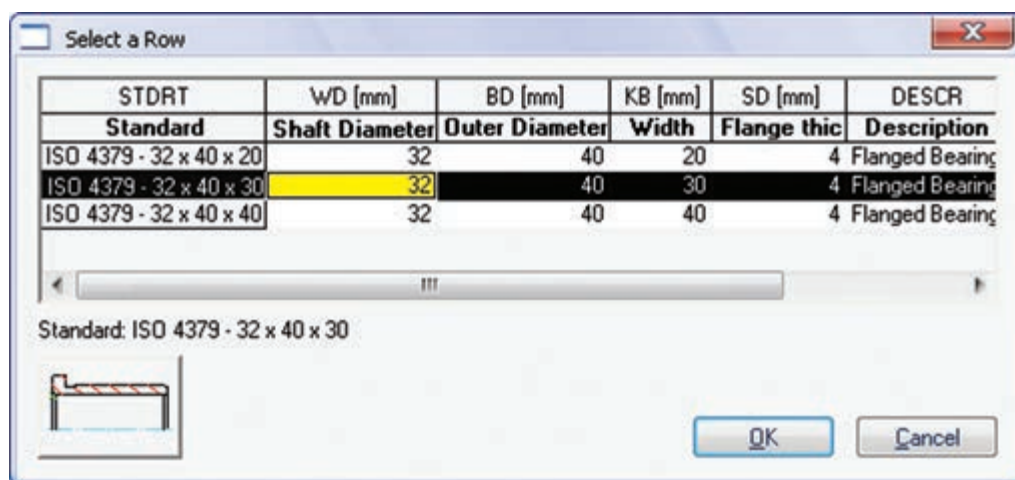 Select a Row
STDRT WD [mm] BD [mm] KB [mm] SD [mm] DESCR
Standard Shaft Diameter Outer Diameter Width Flange thic Description
ISO 4379 - 32 x 40 x 20 32 40 20 4 Flanged Bearing
ISO 4379 - 32 x 40 x 30 32 40 30 4 Flanged Bearing
ISO 4379 - 32 x 40 x 40 32 40 40 4 Flanged Bearing
Standard: ISO 4379 - 32 x 40 x 30
OK Cancel